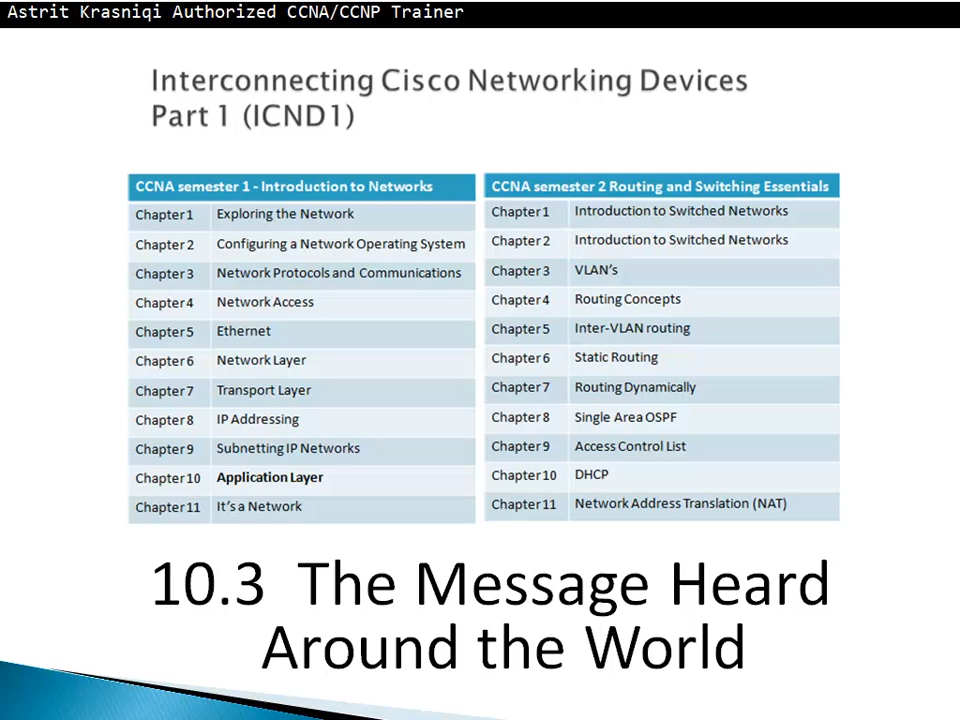 Astrit Krasniqi Authorized CCNA/CCNP Trainer
Interconnecting Cisco Networking Devices
Part 1 (ICND1)
CCNA semester 1 - Introduction to Networks
Chapter1 Exploring the Network
Chapter 2 Configuring a Network Operating System
Chapter 3 Network Protocols and Communications
Chapter 4 Network Access
Chapter 5 Ethernet
Chapter 6 Network Layer
Chapter 7 Transport Layer
Chapter 8 IP Addressing
Chapter 9 Subnetting IP Networks
Chapter 10 Application Layer
Chapter 11 It's a Network
CCNA semester 2 Routing and Switching Essentials
Chapter1 Introduction to Switched Networks
Chapter 2 Introduction to Switched Networks
Chapter 3 VLAN's
Chapter 4 Routing Concepts
Chapter 5 Inter-VLAN routing
Chapter 6 Static Routing
Chapter 7 Routing Dynamically
Chapter 8 Single Area OSPF
Chapter 9 Access Control List
Chapter 10 DHCP
Chapter 11 Network Address Translation (NAT)
10.3 The Message Heard
Around the World